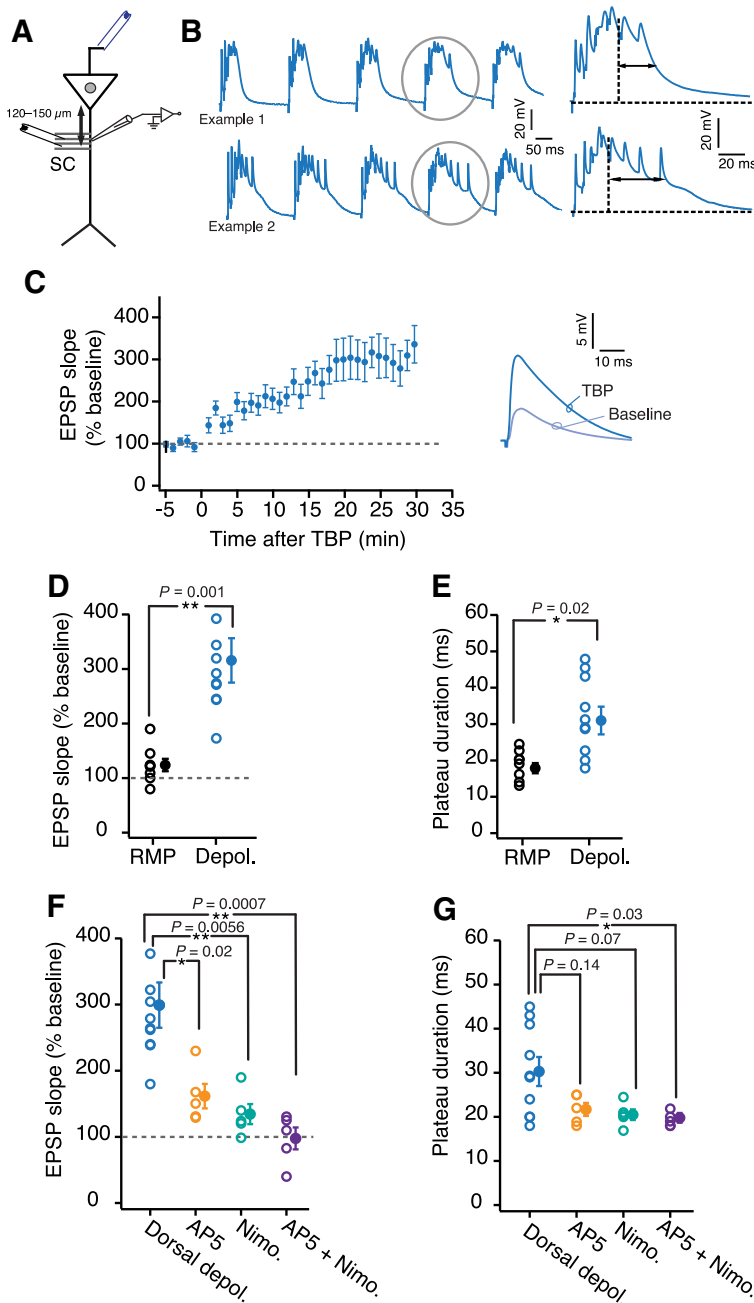 A
120–150 µm
SC
B
Example 1
20 mV
50 ms
Example 2
20 mV
20 ms
C
EPSP slope
(% baseline)
400
300
200
100
0
-5 0 5 10 15 20 25 30 35
Time after TBP (min)
5 mV
10 ms
TBP
Baseline
D
P = 0.001
**
EPSP slope (% baseline)
400
300
200
100
0
RMP Depol.
E
P = 0.02
*
Plateau duration (ms)
60
50
40
30
20
10
0
RMP Depol.
F
P = 0.0007
**
P = 0.0056
**
P = 0.02
*
EPSP slope (% baseline)
400
300
200
100
0
Dorsal depol.
AP5
Nimo.
AP5 + Nimo.
G
P = 0.03
*
P = 0.07
P = 0.14
Plateau duration (ms)
60
50
40
30
20
10
0
Dorsal depol.
AP5
Nimo.
AP5 + Nimo.